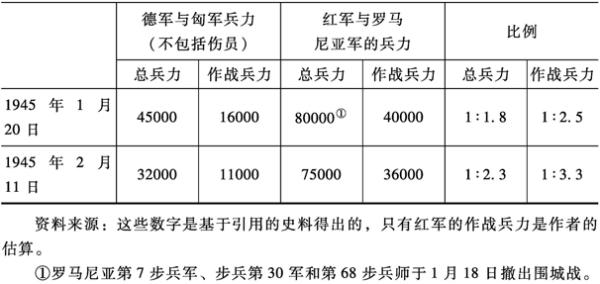 德军与匈军兵力 红军与罗马 比例
（不包括伤员） 尼亚军的兵力
总兵力 作战兵力 总兵力 作战兵力 总兵力 作战兵力
1945 年 1 月
20 日 45000 16000 80000① 40000 1∶1.8 1∶2.5
1945 年 2 月
11 日 32000 11000 75000 36000 1∶2.3 1∶3.3
资料来源：这些数字是基于引用的史料得出的，只有红军的作战兵力是作者的
估算。
①罗马尼亚第 7 步兵军、步兵第 30 军和第 68 步兵师于 1 月 18 日撤出围城战。